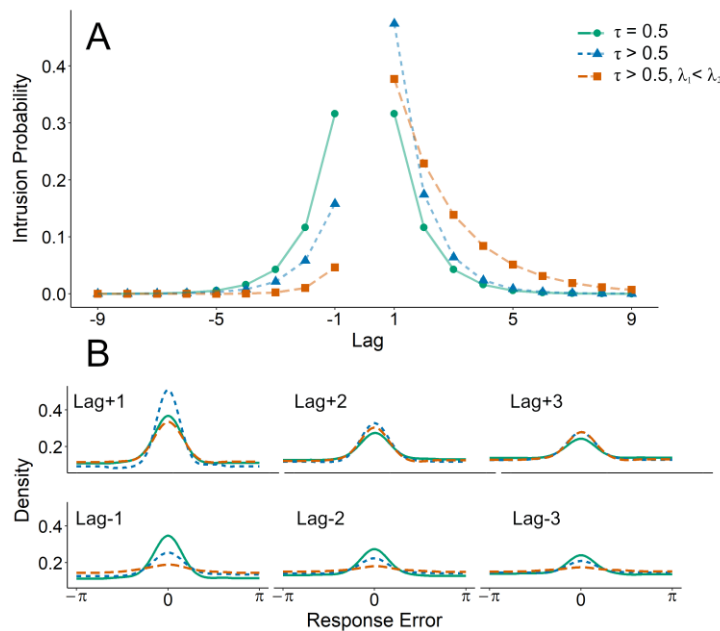 A
τ = 0.5
τ > 0.5
τ > 0.5, λ₁ < λ₂
Intrusion Probability
0.4
0.3
0.2
0.1
0.0
-9
-5
-1
1
5
9
Lag
B
Density
Lag+1
Lag+2
Lag+3
0.4
0.2
Lag-1
Lag-2
Lag-3
0.4
0.2
−π
0
π
−π
0
π
−π
0
π
Response Error